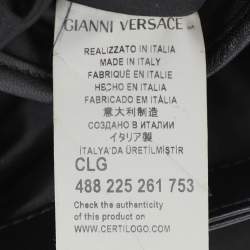 GIANNI VERSACE
REALIZZATO IN ITALIA
MADE IN ITALY
FABRIQUÉ EN ITALIE
HECHO EN ITALIA
FABRICADO EM ITÁLIA
意大利制造
СОЗДАНО В ИТАЛИИ
イタリア製
İTALYA'DA ÜRETİLMİŞTİR
CLG
488 225 261 753
Check the authenticity
of this product on
WWW.CERTILOGO.COM